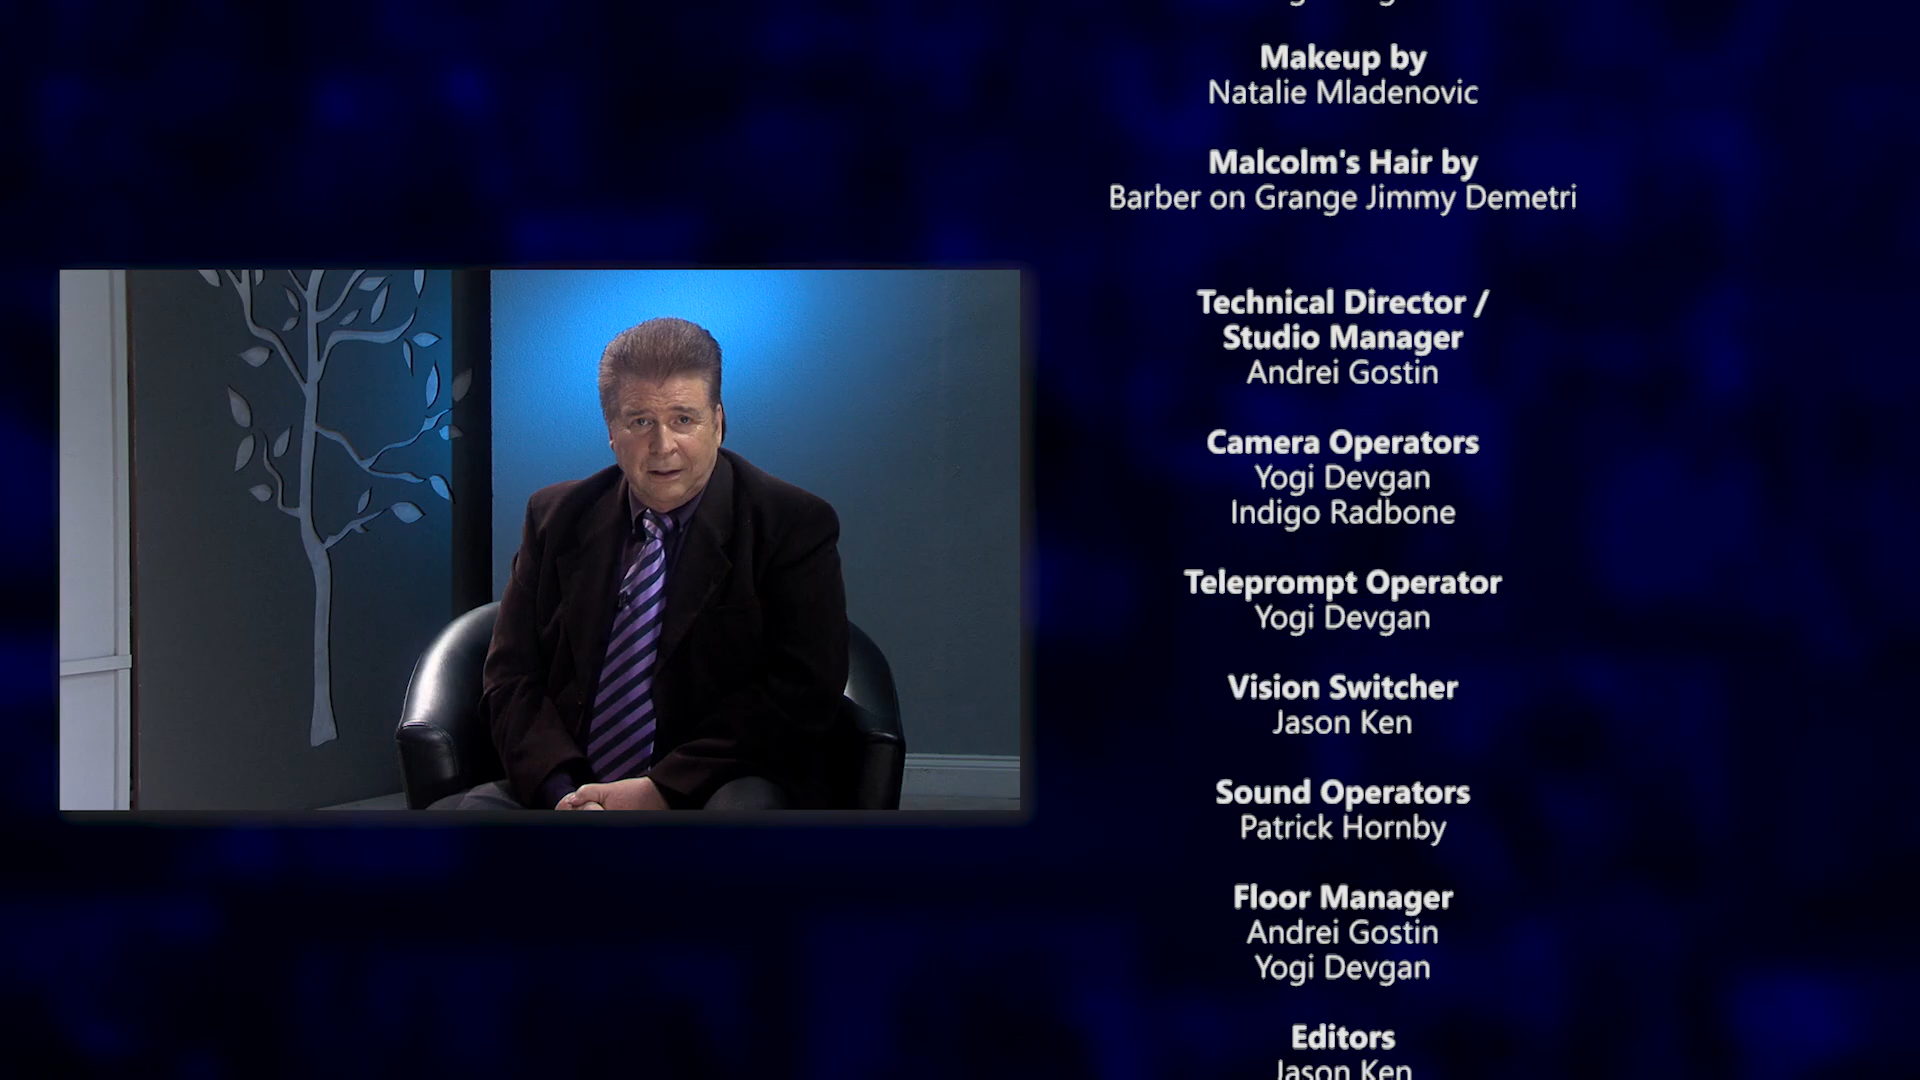 Makeup by
Natalie Mladenovic
Malcolm's Hair by
Barber on Grange Jimmy Demetri
Technical Director /
Studio Manager
Andrei Gostin
Camera Operators
Yogi Devgan
Indigo Radbone
Teleprompt Operator
Yogi Devgan
Vision Switcher
Jason Ken
Sound Operators
Patrick Hornby
Floor Manager
Andrei Gostin
Yogi Devgan
Editors
Jason Ken